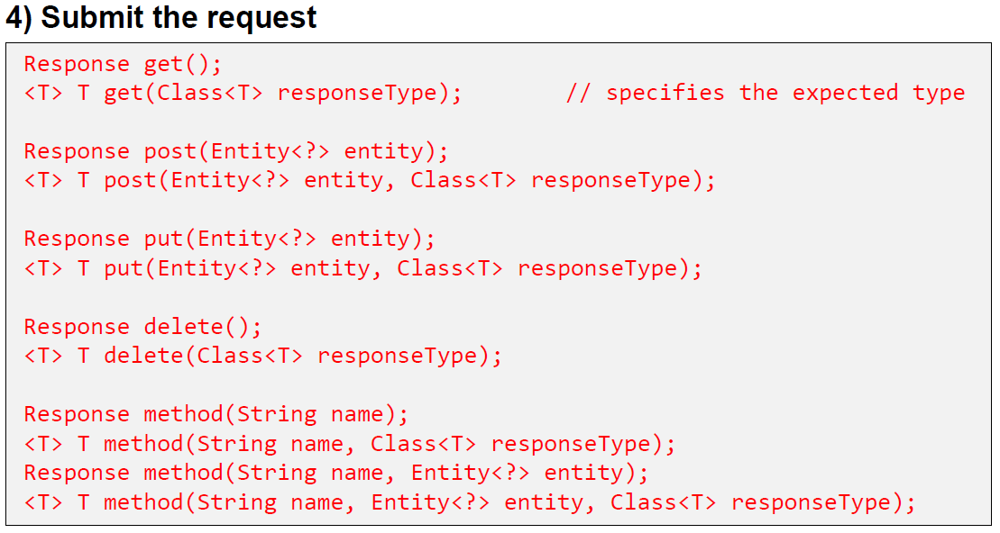 4) Submit the request
Response get();
<T> T get(Class<T> responseType); // specifies the expected type
Response post(Entity<?> entity);
<T> T post(Entity<?> entity, Class<T> responseType);
Response put(Entity<?> entity);
<T> T put(Entity<?> entity, Class<T> responseType);
Response delete();
<T> T delete(Class<T> responseType);
Response method(String name);
<T> T method(String name, Class<T> responseType);
Response method(String name, Entity<?> entity);
<T> T method(String name, Entity<?> entity, Class<T> responseType);